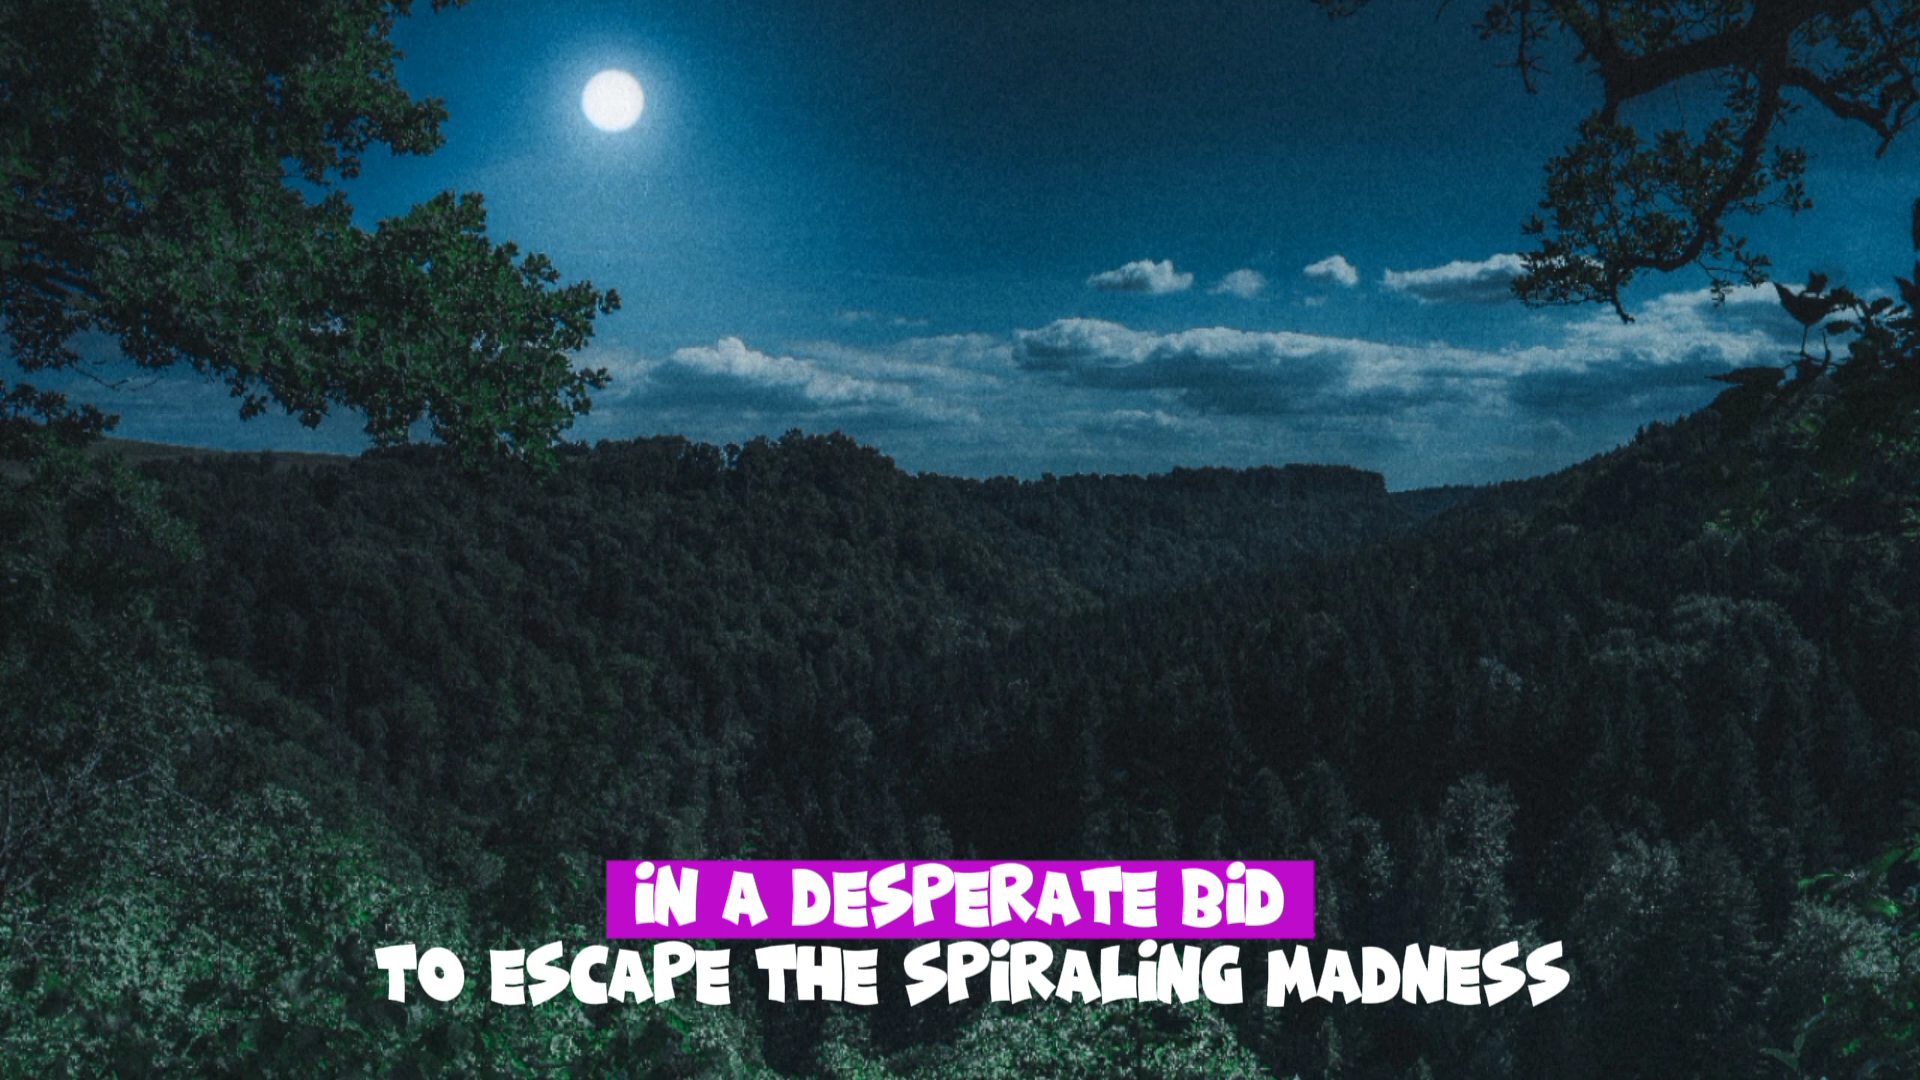 iN A DESPERATE BiD
TO ESCAPE THE SPiRALiNG MADNESS